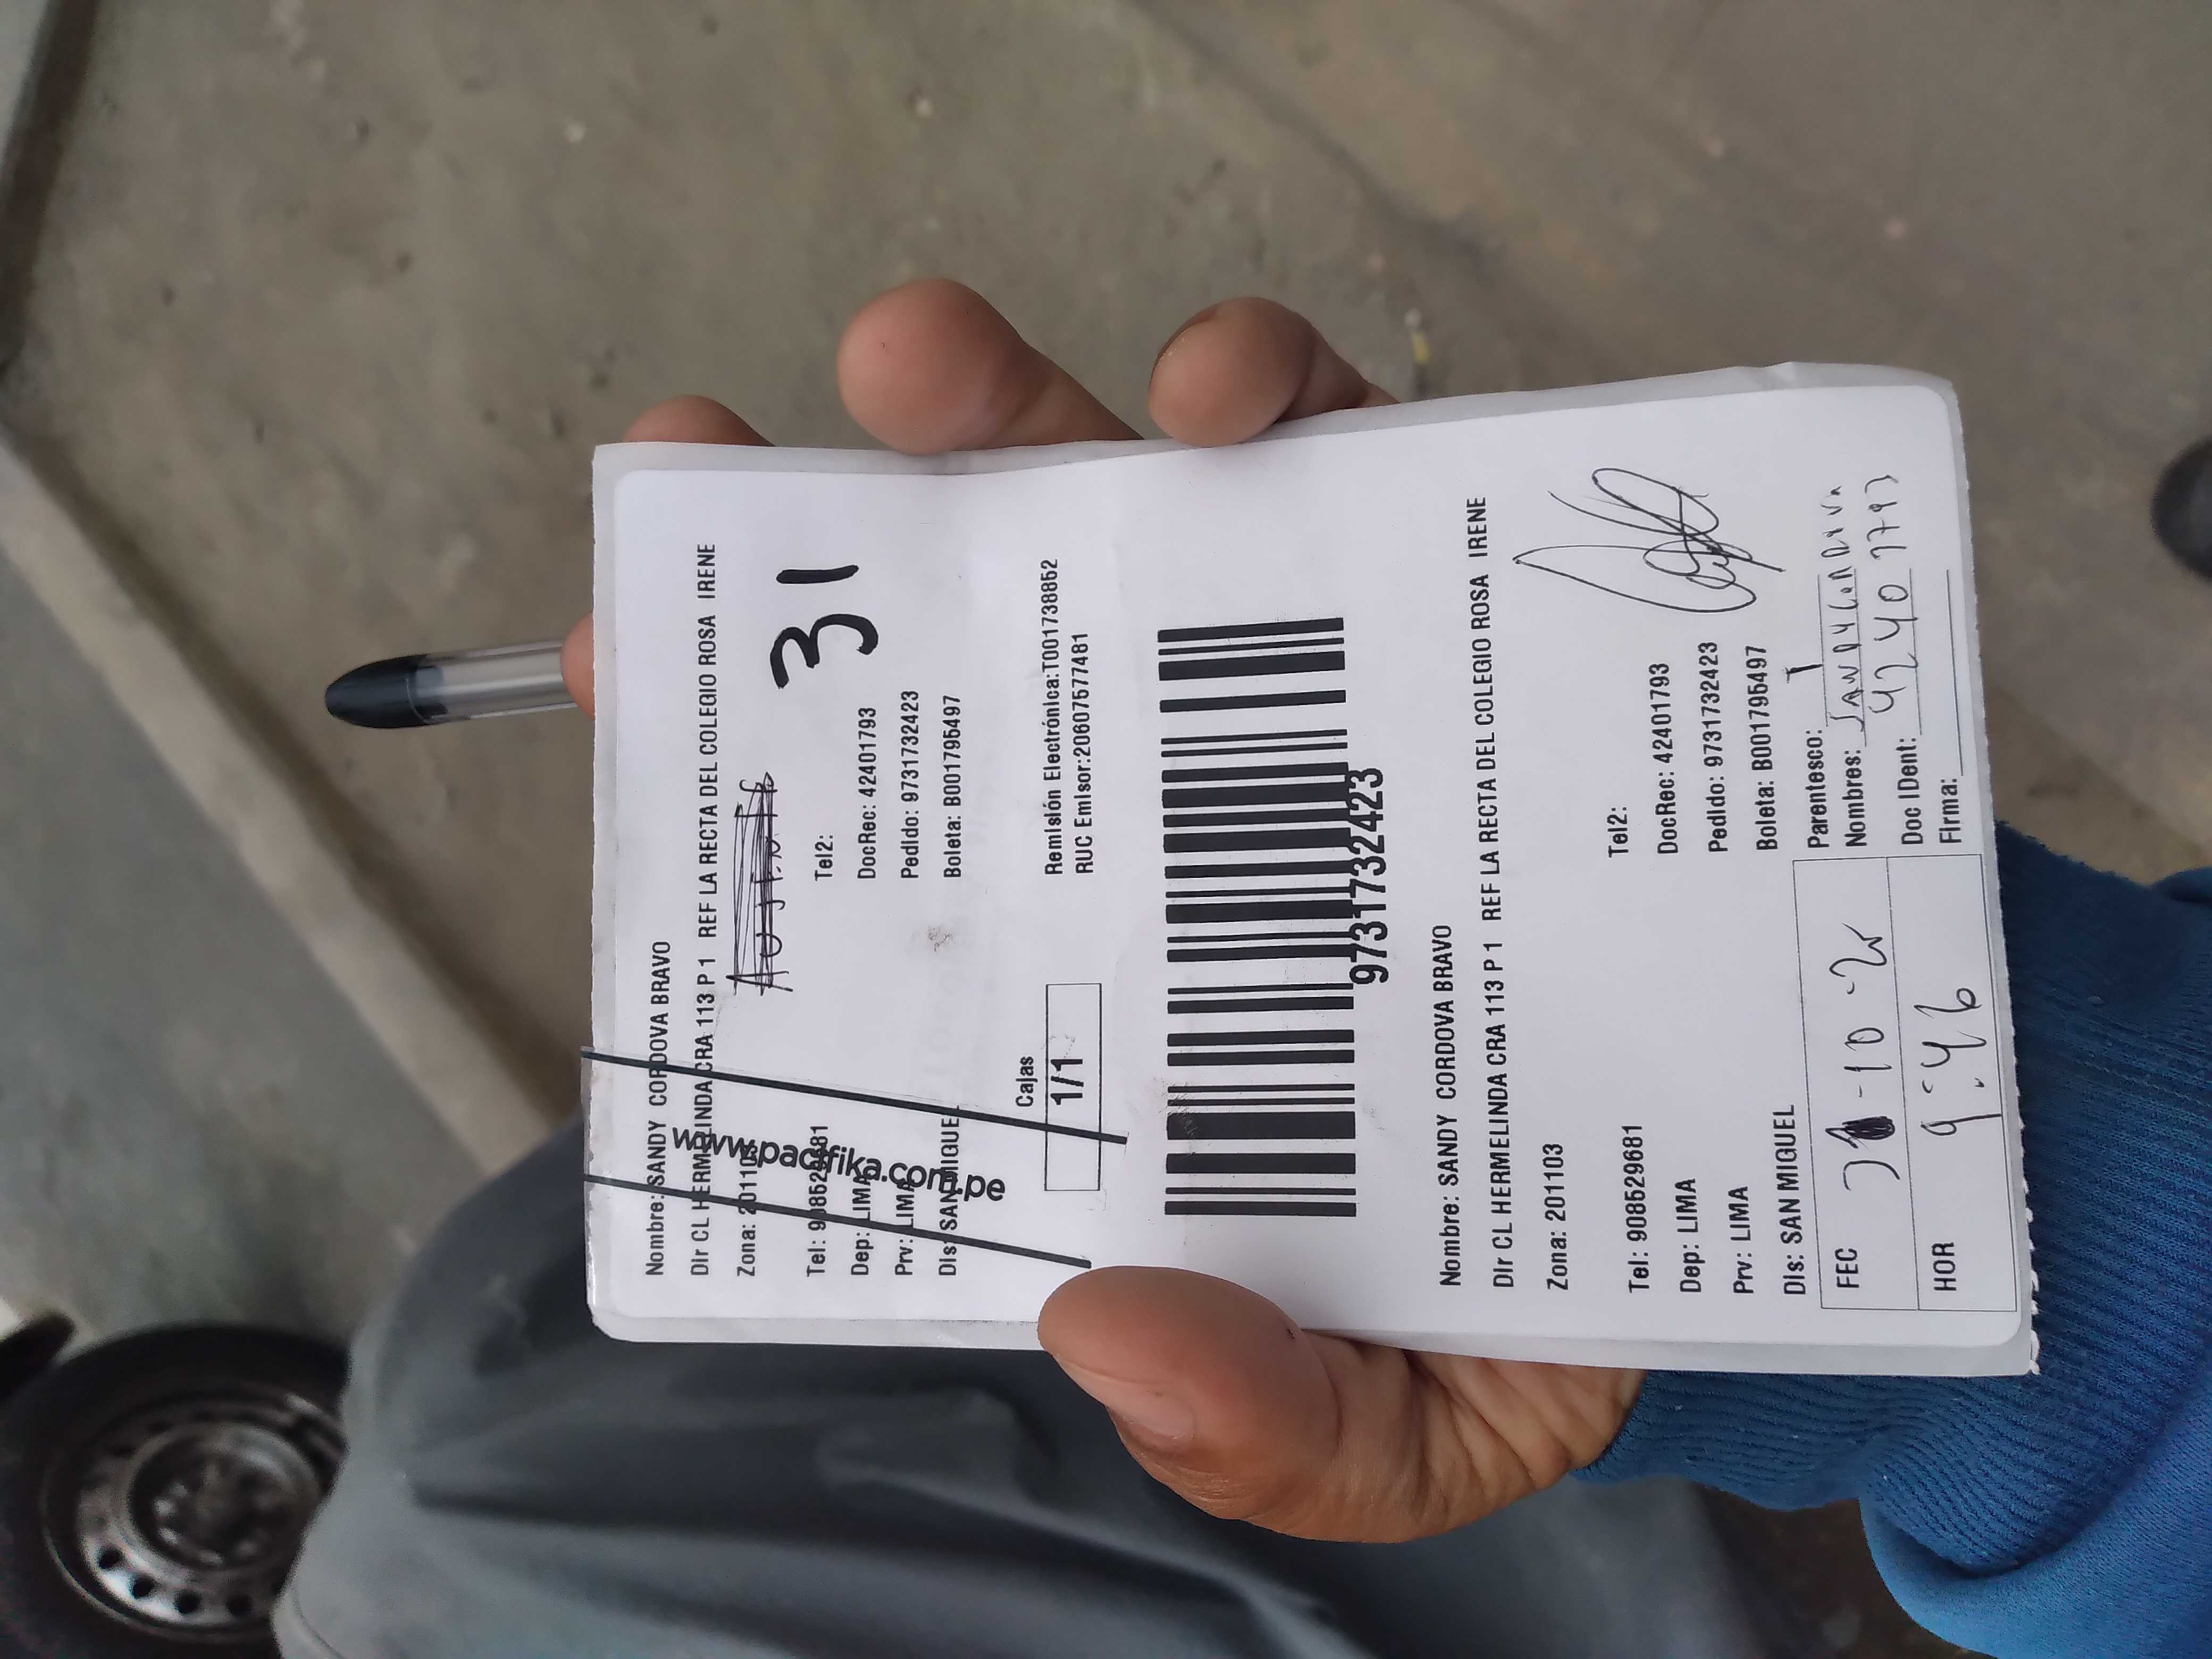 Nombre: SANDY CORDOVA BRAVO
Dir CL HERMELINDA CRA 113 P 1 REF LA RECTA DEL COLEGIO ROSA IRENE
Zona: 201103
31
Tel: 908529681 Tel2:
Dep: LIMA DocRec: 42401793
Prv: LIMA Pedido: 9731732423
Dis: SAN MIGUEL Boleta: B001795497
www.pacifika.com.pe
Cajas
1/1
Remisión Electrónica:T001738852
RUC Emisor:20607577481
9731732423
Nombre: SANDY CORDOVA BRAVO
Dir CL HERMELINDA CRA 113 P 1 REF LA RECTA DEL COLEGIO ROSA IRENE
Zona: 201103
Tel: 908529681 Tel2:
Dep: LIMA DocRec: 42401793
Prv: LIMA Pedido: 9731732423
Dis: SAN MIGUEL Boleta: B001795497
FEC
Parentesco: T
Nombres:
HOR 9:46
Doc IDent:
Firma: